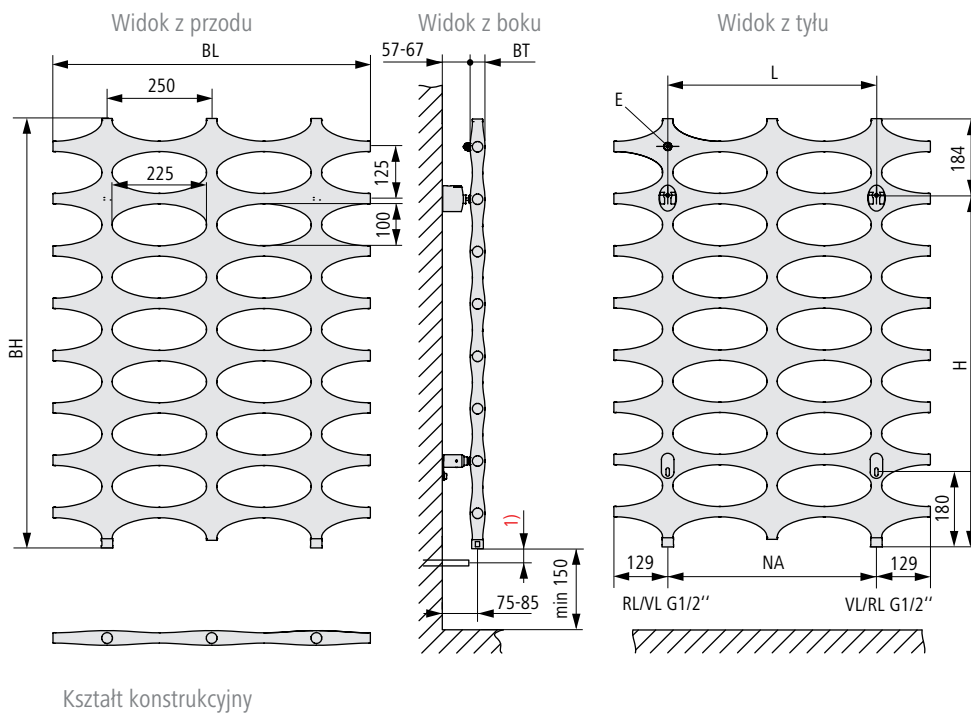 Widok z przodu
Widok z boku
Widok z tyłu
BL
57-67
BT
L
250
E
125
184
225
100
BH
H
1)
180
min 150
75-85
129
NA
129
RL/VL G1/2‘‘
VL/RL G1/2‘‘
Kształt konstrukcyjny